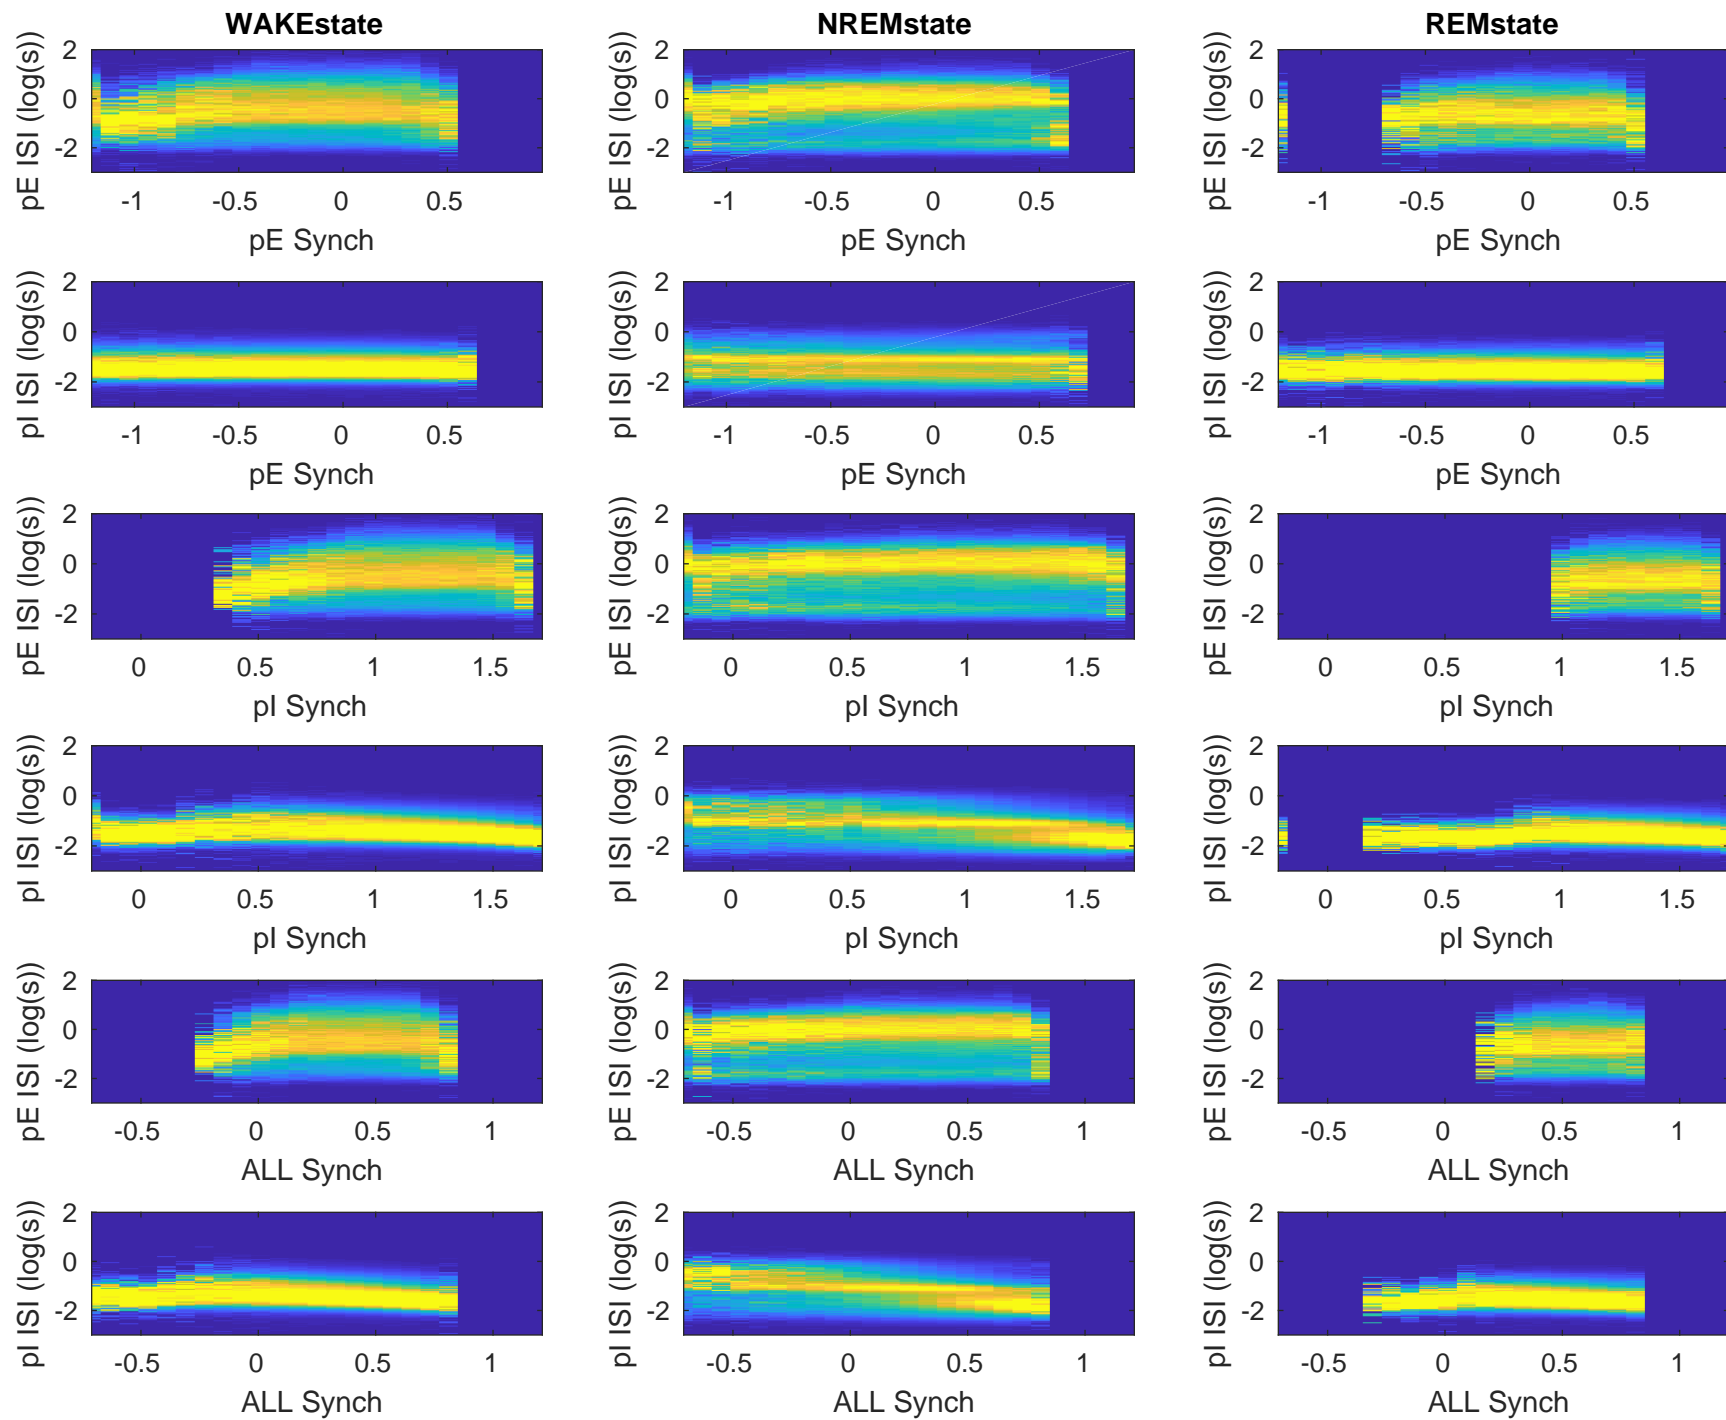 WAKEstate NREMstate REMstate
2 2 2
0 0 0
-2 -2 -2
pE ISI (log(s)) pE ISI (log(s)) pE ISI (log(s))
-1 -0.5 0 0.5 -1 -0.5 0 0.5 -1 -0.5 0 0.5
pE Synch pE Synch pE Synch
2 2 2
0 0 0
-2 -2 -2
pI ISI (log(s)) pI ISI (log(s)) pI ISI (log(s))
-1 -0.5 0 0.5 -1 -0.5 0 0.5 -1 -0.5 0 0.5
pE Synch pE Synch pE Synch
2 2 2
0 0 0
-2 -2 -2
pE ISI (log(s)) pE ISI (log(s)) pE ISI (log(s))
0 0.5 1 1.5 0 0.5 1 1.5 0 0.5 1 1.5
pI Synch pI Synch pI Synch
2 2 2
0 0 0
-2 -2 -2
pI ISI (log(s)) pI ISI (log(s)) pI ISI (log(s))
0 0.5 1 1.5 0 0.5 1 1.5 0 0.5 1 1.5
pI Synch pI Synch pI Synch
2 2 2
0 0 0
-2 -2 -2
pE ISI (log(s)) pE ISI (log(s)) pE ISI (log(s))
-0.5 0 0.5 1 -0.5 0 0.5 1 -0.5 0 0.5 1
ALL Synch ALL Synch ALL Synch
2 2 2
0 0 0
-2 -2 -2
pI ISI (log(s)) pI ISI (log(s)) pI ISI (log(s))
-0.5 0 0.5 1 -0.5 0 0.5 1 -0.5 0 0.5 1
ALL Synch ALL Synch ALL Synch